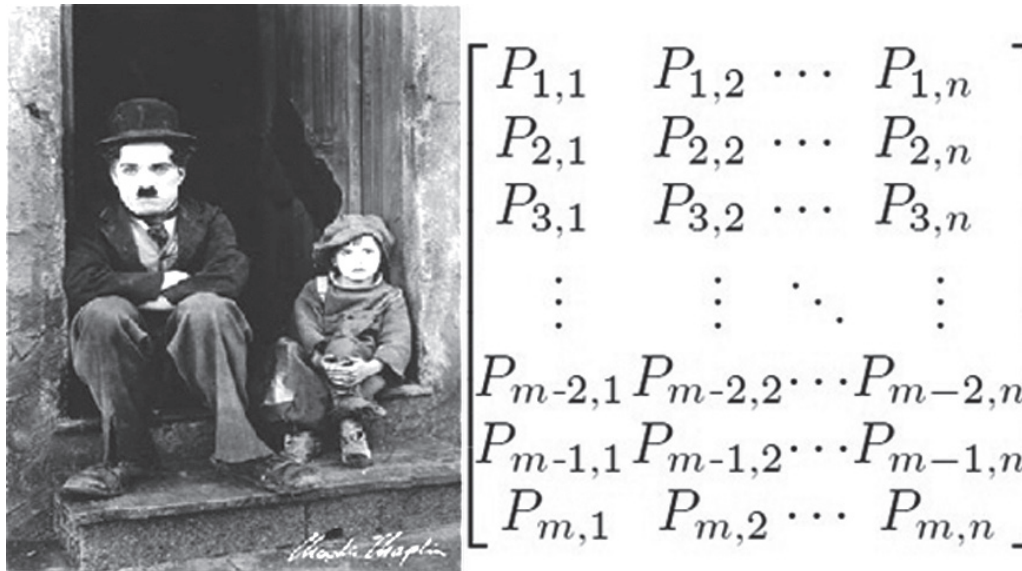 Charlie Chaplin
P1,1 P1,2 ⋯ P1,n
P2,1 P2,2 ⋯ P2,n
P3,1 P3,2 ⋯ P3,n
⋮ ⋮ ⋱ ⋮
Pm-2,1 Pm-2,2 ⋯ Pm−2,n
Pm-1,1 Pm-1,2 ⋯ Pm−1,n
Pm,1 Pm,2 ⋯ Pm,n